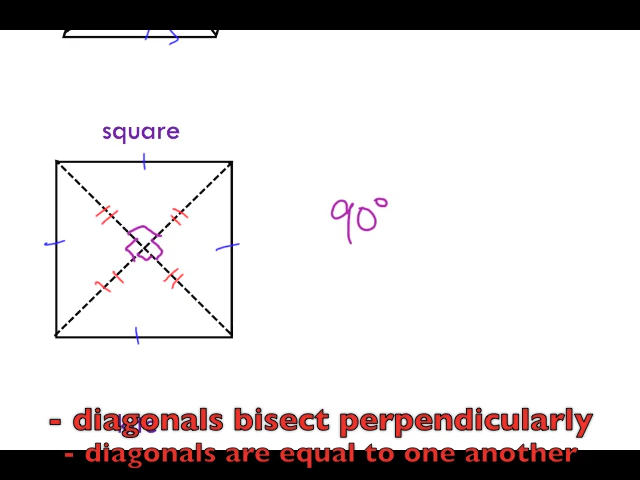 square
90°
- diagonals bisect perpendicularly
- diagonals are equal to one another